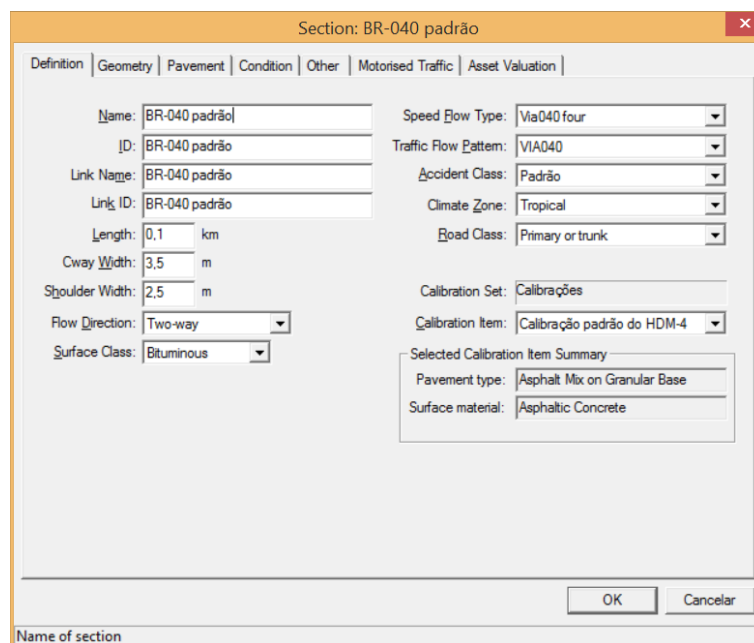 Section: BR-040 padrão
x
Definition Geometry Pavement Condition Other Motorised Traffic Asset Valuation
Name: BR-040 padrão
ID: BR-040 padrão
Link Name: BR-040 padrão
Link ID: BR-040 padrão
Length: 0,1 km
Cway Width: 3,5 m
Shoulder Width: 2,5 m
Flow Direction: Two-way
Surface Class: Bituminous
Speed Flow Type: Via040 four
Traffic Flow Pattern: VIA040
Accident Class: Padrão
Climate Zone: Tropical
Road Class: Primary or trunk
Calibration Set: Calibrações
Calibration Item: Calibração padrão do HDM-4
Selected Calibration Item Summary
Pavement type: Asphalt Mix on Granular Base
Surface material: Asphaltic Concrete
OK Cancelar
Name of section